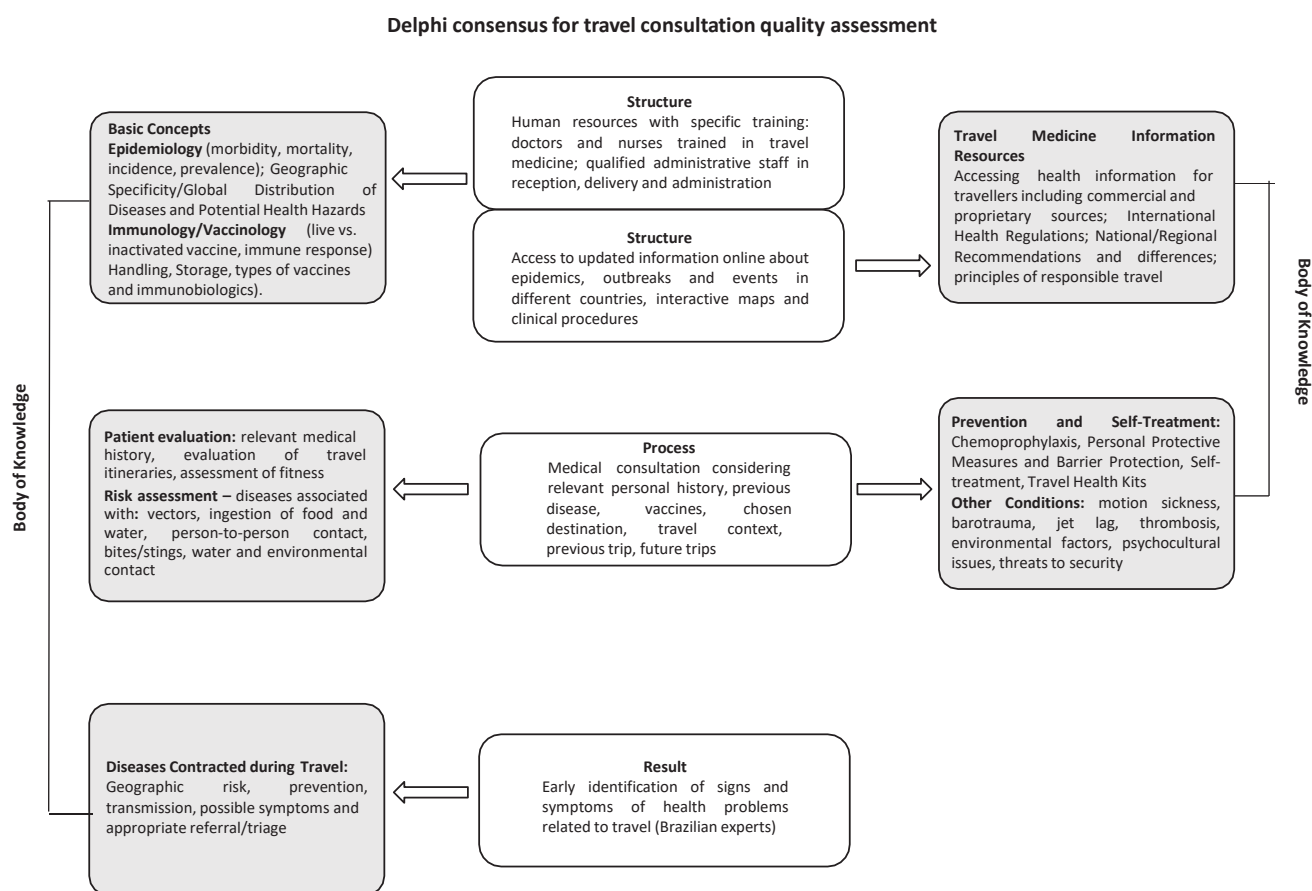 Delphi consensus for travel consultation quality assessment
Basic Concepts
Epidemiology (morbidity, mortality,
incidence, prevalence); Geographic
Specificity/Global Distribution of
Diseases and Potential Health Hazards
Immunology/Vaccinology (live vs.
inactivated vaccine, immune response)
Handling, Storage, types of vaccines
and immunobiologics).
Structure
Human resources with specific training:
doctors and nurses trained in travel
medicine; qualified administrative staff in
reception, delivery and administration
Structure
Access to updated information online about
epidemics, outbreaks and events in
different countries, interactive maps and
clinical procedures
Travel Medicine Information
Resources
Accessing health information for
travellers including commercial and
proprietary sources; International
Health Regulations; National/Regional
Recommendations and differences;
principles of responsible travel
Body of Knowledge
Body of Knowledge
Patient evaluation: relevant medical
history, evaluation of travel
itineraries, assessment of fitness
Risk assessment – diseases associated
with: vectors, ingestion of food and
water, person-to-person contact,
bites/stings, water and environmental
contact
Process
Medical consultation considering
relevant personal history, previous
disease, vaccines, chosen
destination, travel context,
previous trip, future trips
Prevention and Self-Treatment:
Chemoprophylaxis, Personal Protective
Measures and Barrier Protection, Self-
treatment, Travel Health Kits
Other Conditions: motion sickness,
barotrauma, jet lag, thrombosis,
environmental factors, psychocultural
issues, threats to security
Diseases Contracted during Travel:
Geographic risk, prevention,
transmission, possible symptoms and
appropriate referral/triage
Result
Early identification of signs and
symptoms of health problems
related to travel (Brazilian experts)